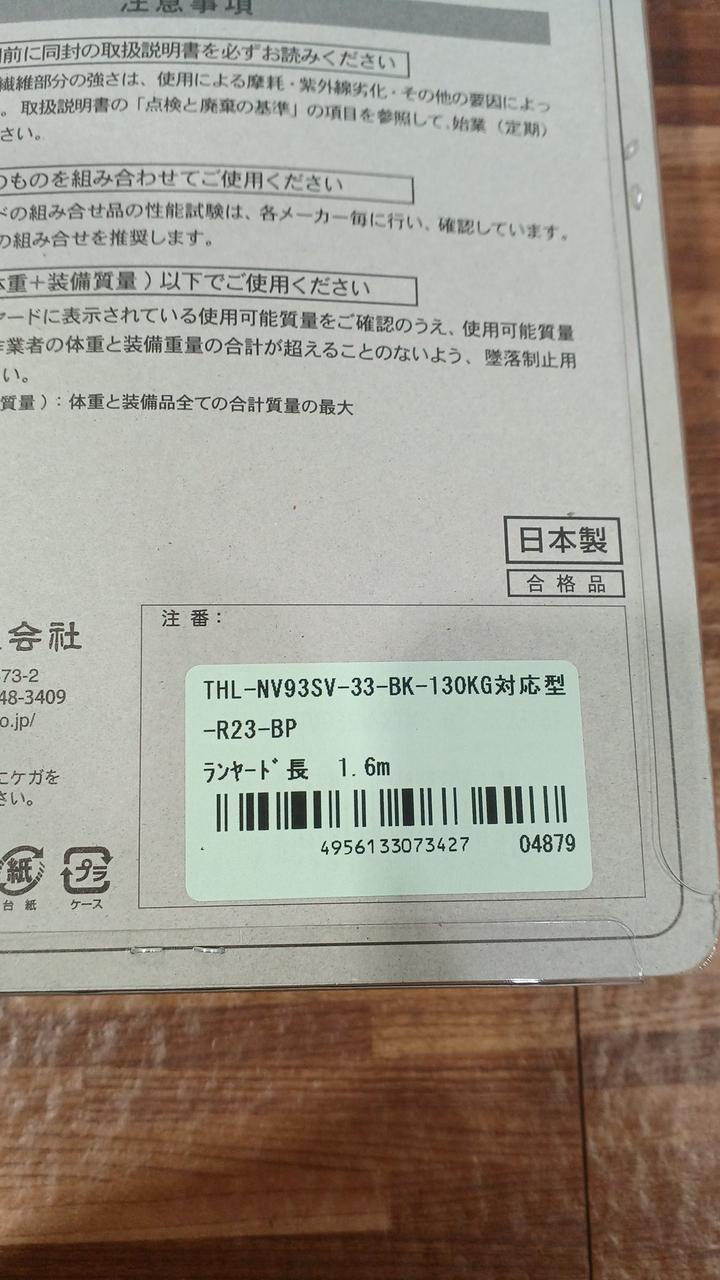 注意事項
前に同封の取扱説明書を必ずお読みください
繊維部分の強さは、使用による摩耗・紫外線劣化・その他の要因によっ
。取扱説明書の「点検と廃棄の基準」の項目を参照して、始業（定期）
さい。
のものを組み合わせてご使用ください
ドの組み合せ品の性能試験は、各メーカー毎に行い、確認しています。
の組み合せを推奨します。
体重＋装備質量）以下でご使用ください
ヤードに表示されている使用可能質量をご確認のうえ、使用可能質量
作業者の体重と装備重量の合計が超えることのないよう、墜落制止用
い。
質量）：体重と装備品全ての合計質量の最大
日本製
合格品
会社
73-2
48-3409
o.jp/
にケガを
さい。
紙
台紙
プラ
ケース
注番：
THL-NV93SV-33-BK-130KG対応型
-R23-BP
ﾗﾝﾔｰﾄﾞ長 1.6m
4956133073427 04879